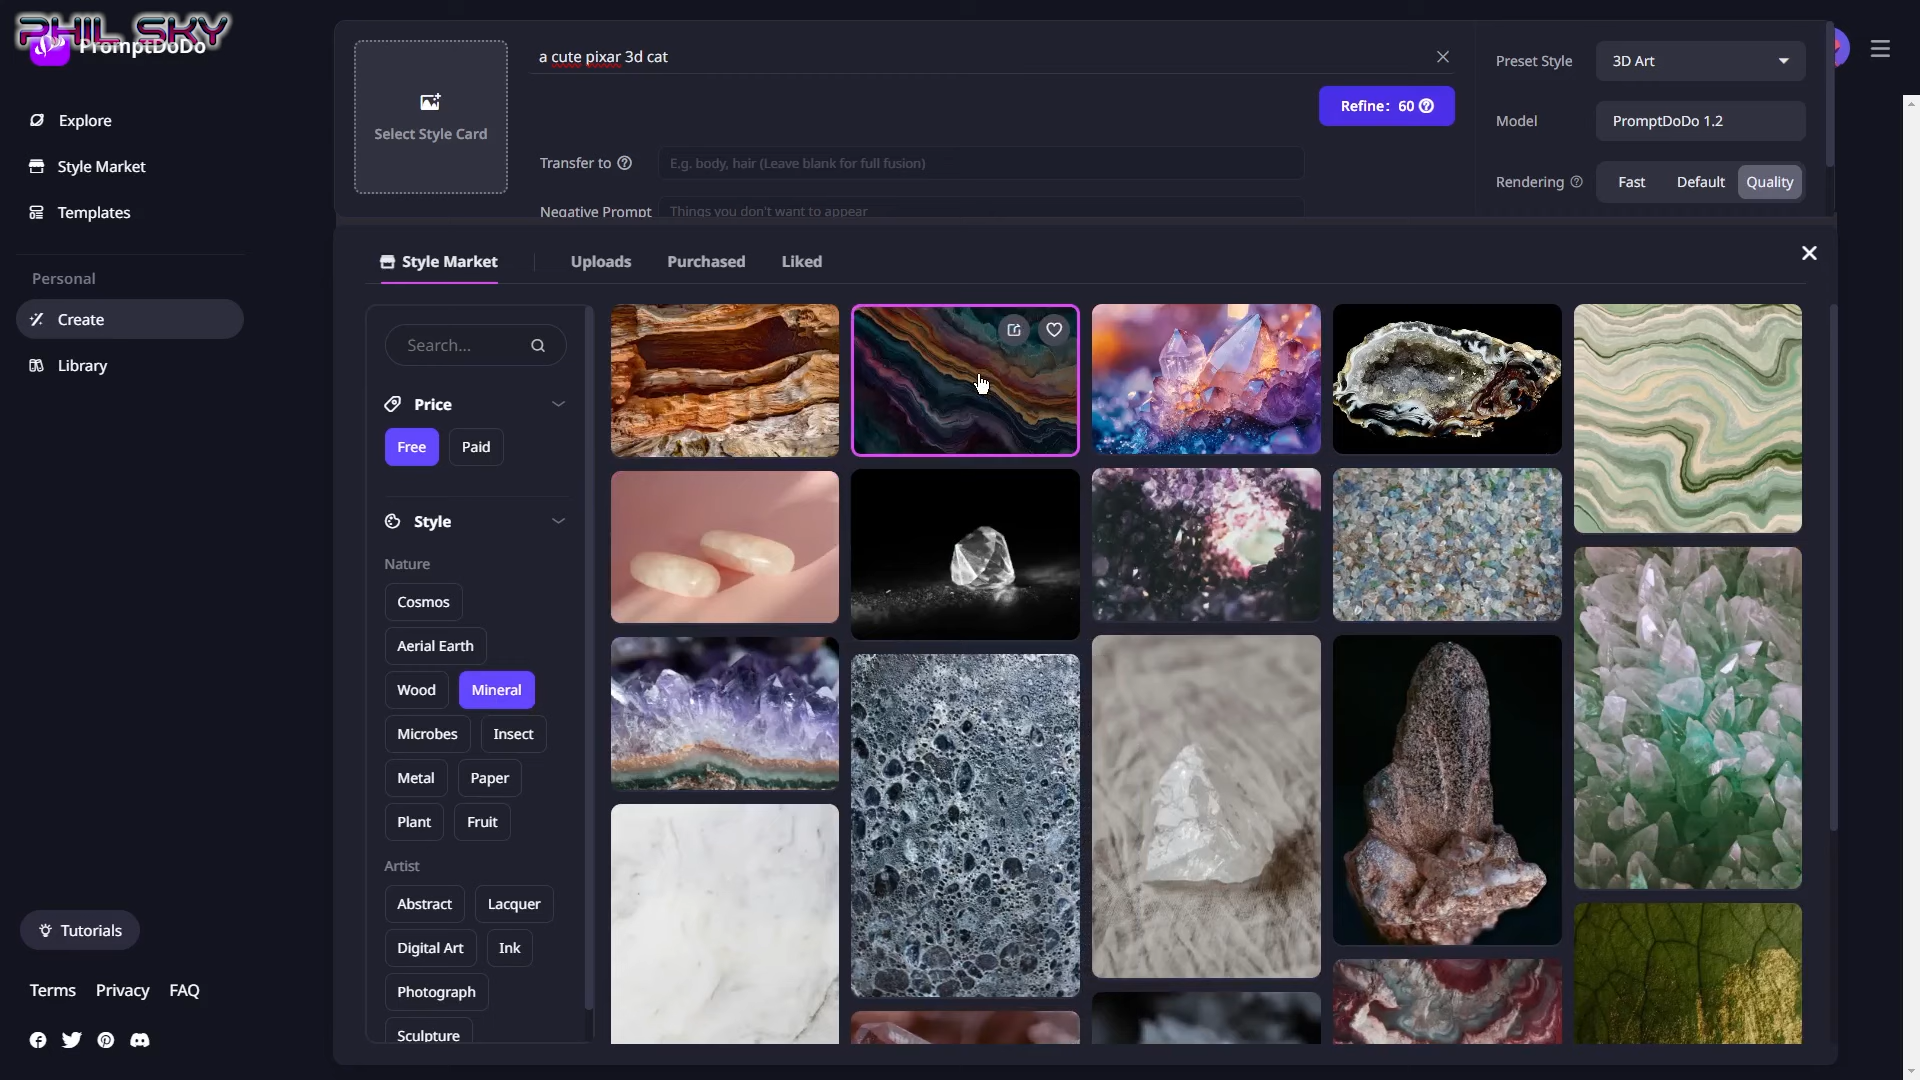 PHIL SKY
PromptDoDo
Explore
Style Market
Templates
Personal
Create
Library
Tutorials
Terms Privacy FAQ
Select Style Card
a cute pixar 3d cat
Refine: 60
Transfer to
E.g. body, hair (Leave blank for full fusion)
Negative Prompt
Things you don't want to appear
Preset Style
3D Art
Model
PromptDoDo 1.2
Rendering
Fast Default Quality
Style Market Uploads Purchased Liked
Search...
Price
Free Paid
Style
Nature
Cosmos
Aerial Earth
Wood Mineral
Microbes Insect
Metal Paper
Plant Fruit
Artist
Abstract Lacquer
Digital Art Ink
Photograph
Sculpture